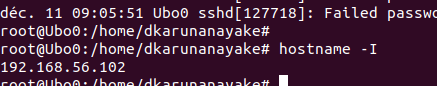 déc. 11 09:05:51 Ubo0 sshd[127718]: Failed passwo
root@Ubo0:/home/dkarunanayake#
root@Ubo0:/home/dkarunanayake# hostname -I
192.168.56.102
root@Ubo0:/home/dkarunanayake#